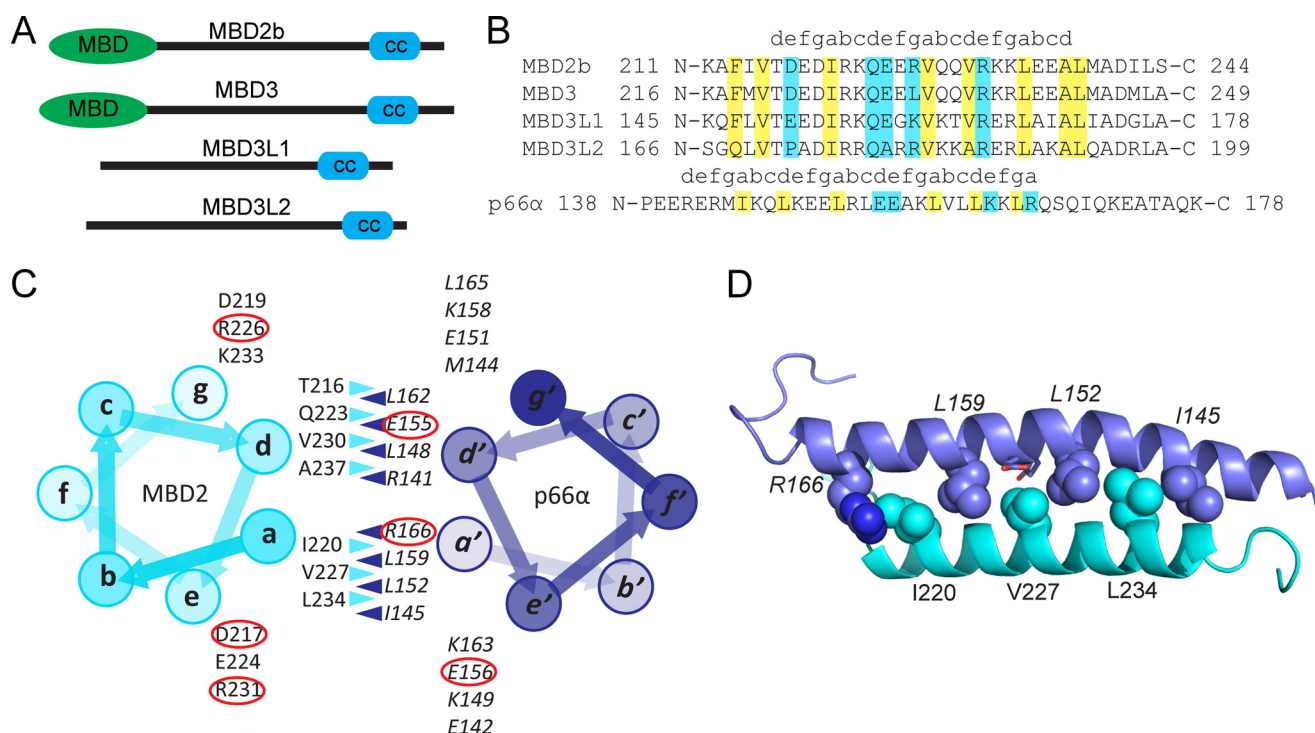 A
MBD
MBD2b
cc
MBD
MBD3
cc
MBD3L1
cc
MBD3L2
cc
B
defgabcdefgabcdefgabcd
MBD2b 211 N-KAFIVTDEDIRKQEERVQQVRKKLEEALMADILS-C 244
MBD3 216 N-KAFMVTDEDIRKQEELVQQVRKRLEEALMADMLA-C 249
MBD3L1 145 N-KQFLVTEEDIRKQEGKVKTVRERLAIALIADGLA-C 178
MBD3L2 166 N-SGQLVTPADIRRQARRVKKARERLAKALQADRLA-C 199
defgabcdefgabcdefgabcdefga
p66α 138 N-PEERERMIKQLKEELRLEEAKLVLLKKLRQSQIQKEATAQK-C 178
C
D219
R226
K233
g
c
d
f
MBD2
a
b
e
D217
E224
R231
T216
L162
Q223
E155
V230
L148
A237
R141
R166
I220
L159
V227
L152
L234
I145
L165
K158
E151
M144
g’
c’
d’
p66α
f’
a’
b’
e’
K163
E156
K149
E142
D
L159
L152
I145
R166
I220
V227
L234